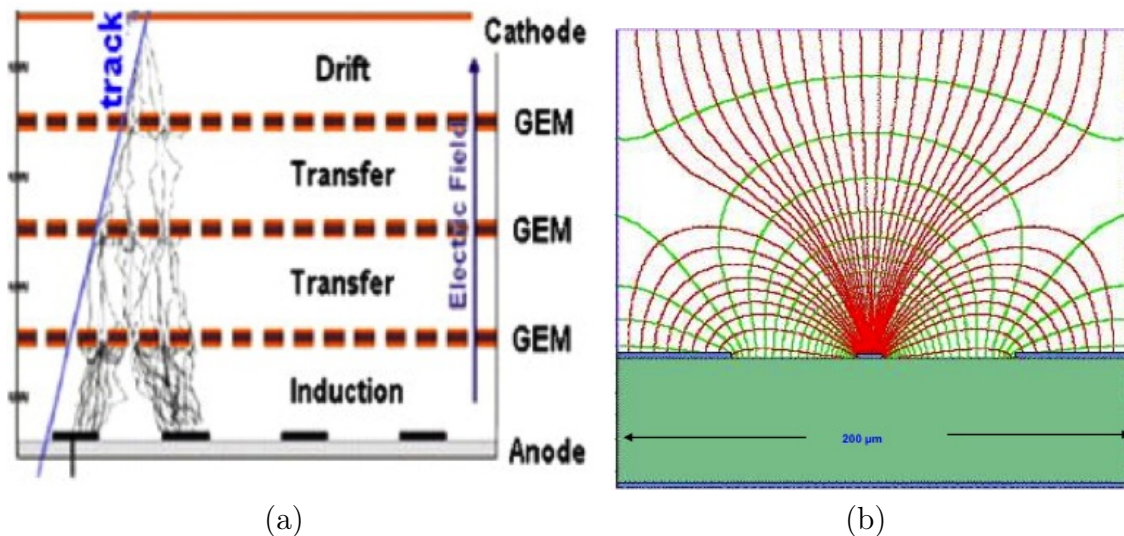 track
Cathode
Drift
GEM
Transfer
Electric Field
GEM
Transfer
GEM
Induction
Anode
200 µm
(a)
(b)